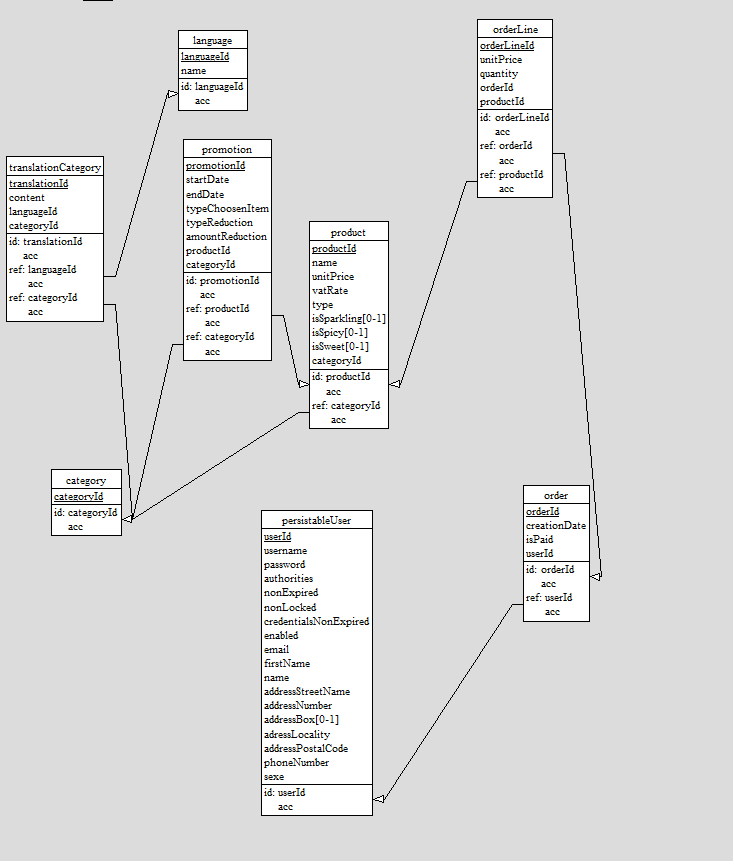 language
languageId
name
id: languageId
acc
orderLine
orderLineId
unitPrice
quantity
orderId
productId
id: orderLineId
acc
ref: orderId
acc
ref: productId
acc
translationCategory
translationId
content
languageId
categoryId
id: translationId
acc
ref: languageId
acc
ref: categoryId
acc
promotion
promotionId
startDate
endDate
typeChoosenItem
typeReduction
amountReduction
productId
categoryId
id: promotionId
acc
ref: productId
acc
ref: categoryId
acc
product
productId
name
unitPrice
vatRate
type
isSparkling[0-1]
isSpicy[0-1]
isSweet[0-1]
categoryId
id: productId
acc
ref: categoryId
acc
category
categoryId
id: categoryId
acc
persistableUser
userId
username
password
authorities
nonExpired
nonLocked
credentialsNonExpired
enabled
email
firstName
name
addressStreetName
addressNumber
addressBox[0-1]
adressLocality
addressPostalCode
phoneNumber
sexe
id: userId
acc
order
orderId
creationDate
isPaid
userId
id: orderId
acc
ref: userId
acc